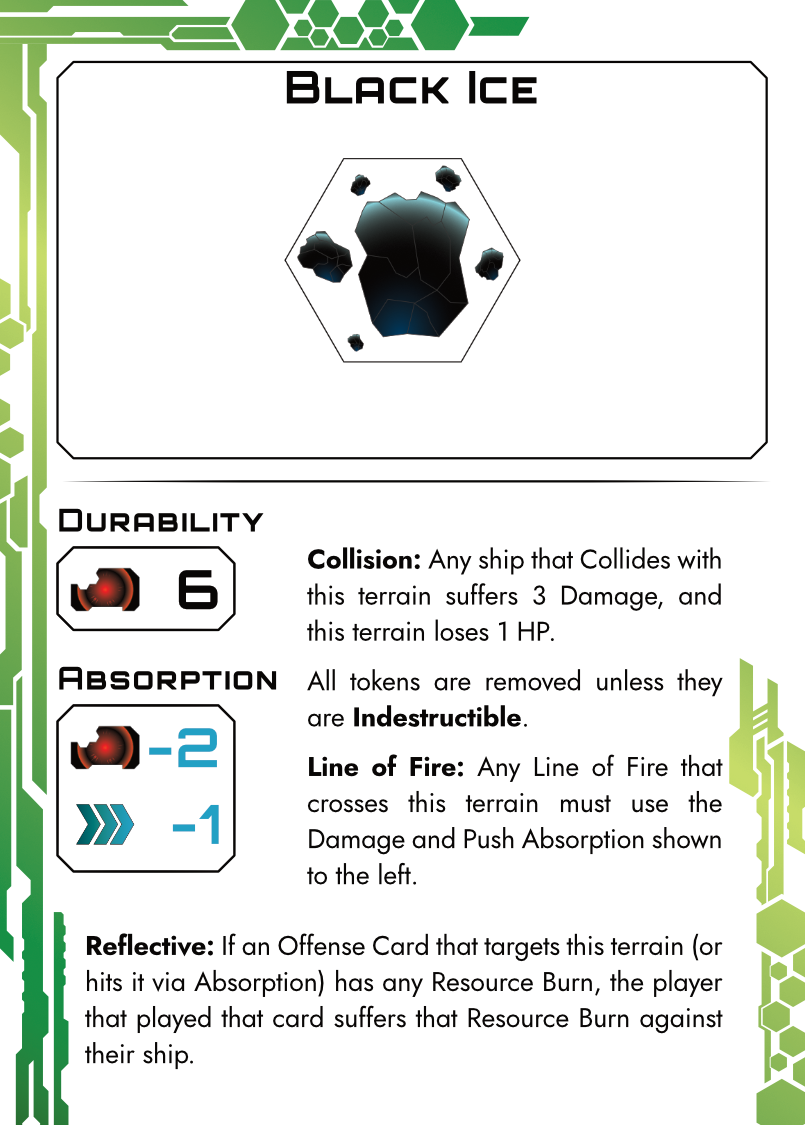 Black Ice
Durability
6
Collision: Any ship that Collides with
this terrain suffers 3 Damage, and
this terrain loses 1 HP.
Absorption
-2
-1
All tokens are removed unless they
are Indestructible.
Line of Fire: Any Line of Fire that
crosses this terrain must use the
Damage and Push Absorption shown
to the left.
Reflective: If an Offense Card that targets this terrain (or
hits it via Absorption) has any Resource Burn, the player
that played that card suffers that Resource Burn against
their ship.